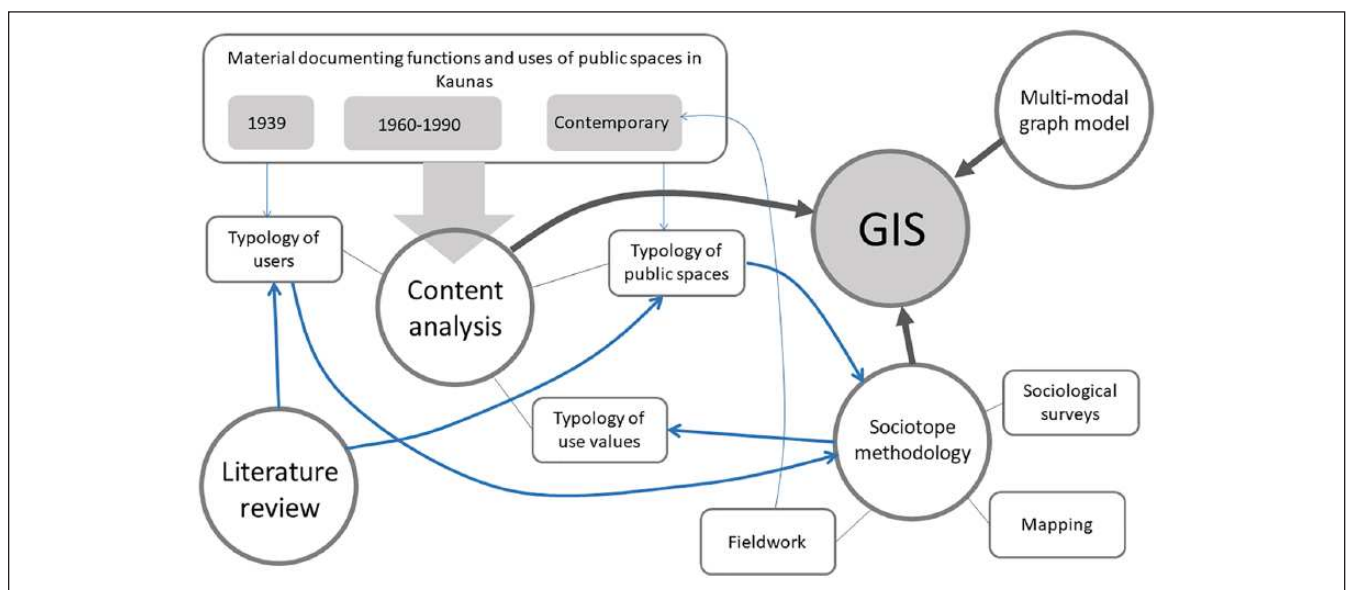 Material documenting functions and uses of public spaces in
Kaunas
1939
1960-1990
Contemporary
Multi-modal
graph model
GIS
Typology of
users
Typology of
public spaces
Content
analysis
Typology of
use values
Sociotope
methodology
Sociological
surveys
Literature
review
Fieldwork
Mapping